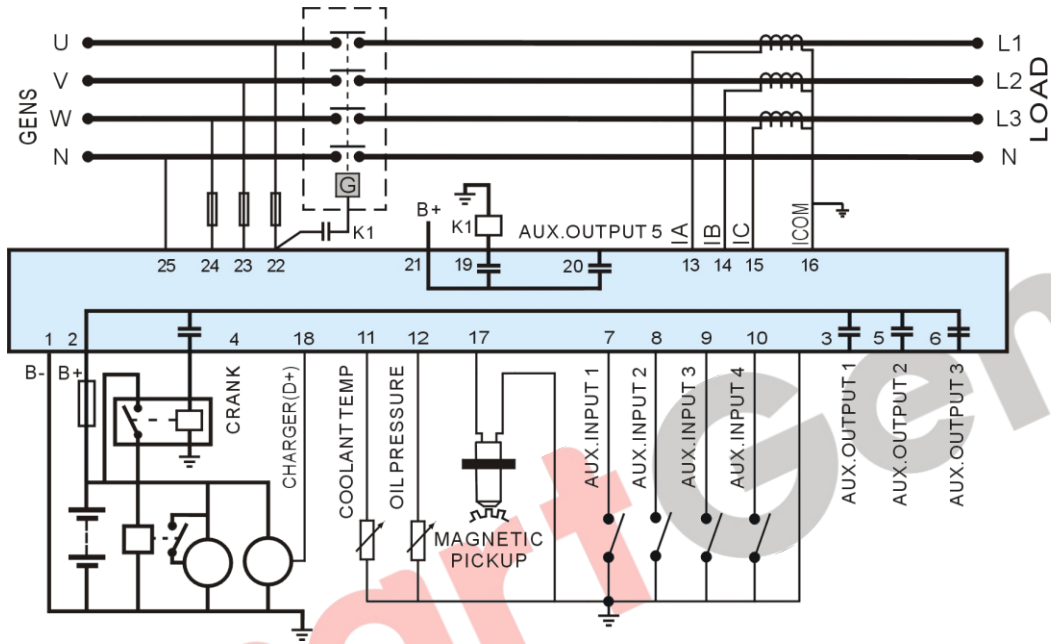 U
V
W
N
GENS
L1
L2
L3
N
LOAD
G
K1
B+
K1
AUX.OUTPUT 5
IA
IB
IC
ICOM
25
24
23
22
21
19
20
13
14
15
16
1
2
4
18
11
12
17
7
8
9
10
3
5
6
B-
B+
CRANK
CHARGER(D+)
COOLANT TEMP
OIL PRESSURE
MAGNETIC
PICKUP
AUX.INPUT 1
AUX.INPUT 2
AUX.INPUT 3
AUX.INPUT 4
AUX.OUTPUT 1
AUX.OUTPUT 2
AUX.OUTPUT 3
artGen